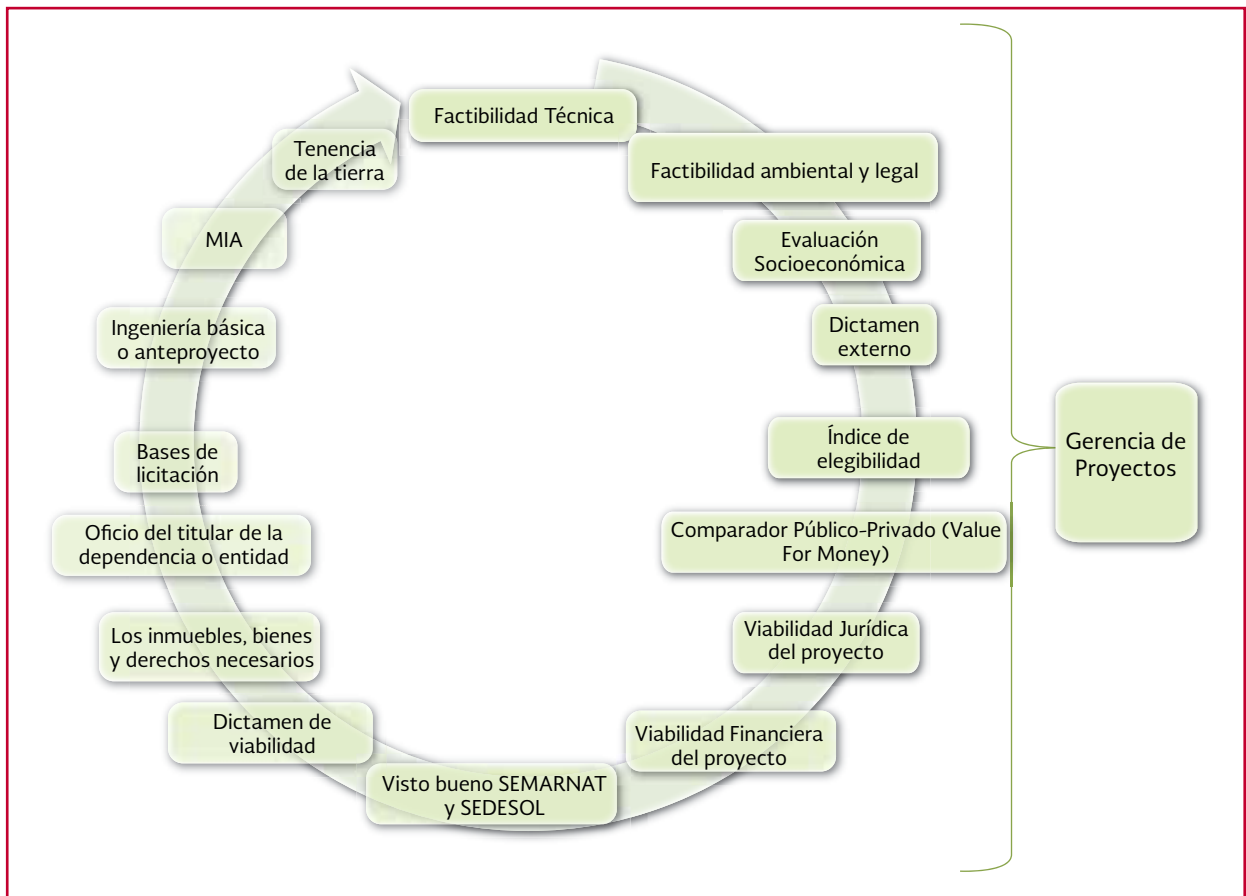 Factibilidad Técnica
Factibilidad ambiental y legal
Evaluación
Socioeconómica
Dictamen
externo
Índice de
elegibilidad
Comparador Público-Privado (Value
For Money)
Viabilidad Jurídica
del proyecto
Viabilidad Financiera
del proyecto
Visto bueno SEMARNAT
y SEDESOL
Dictamen de
viabilidad
Los inmuebles, bienes
y derechos necesarios
Oficio del titular de la
dependencia o entidad
Bases de
licitación
Ingeniería básica
o anteproyecto
MIA
Tenencia
de la tierra
Gerencia de
Proyectos